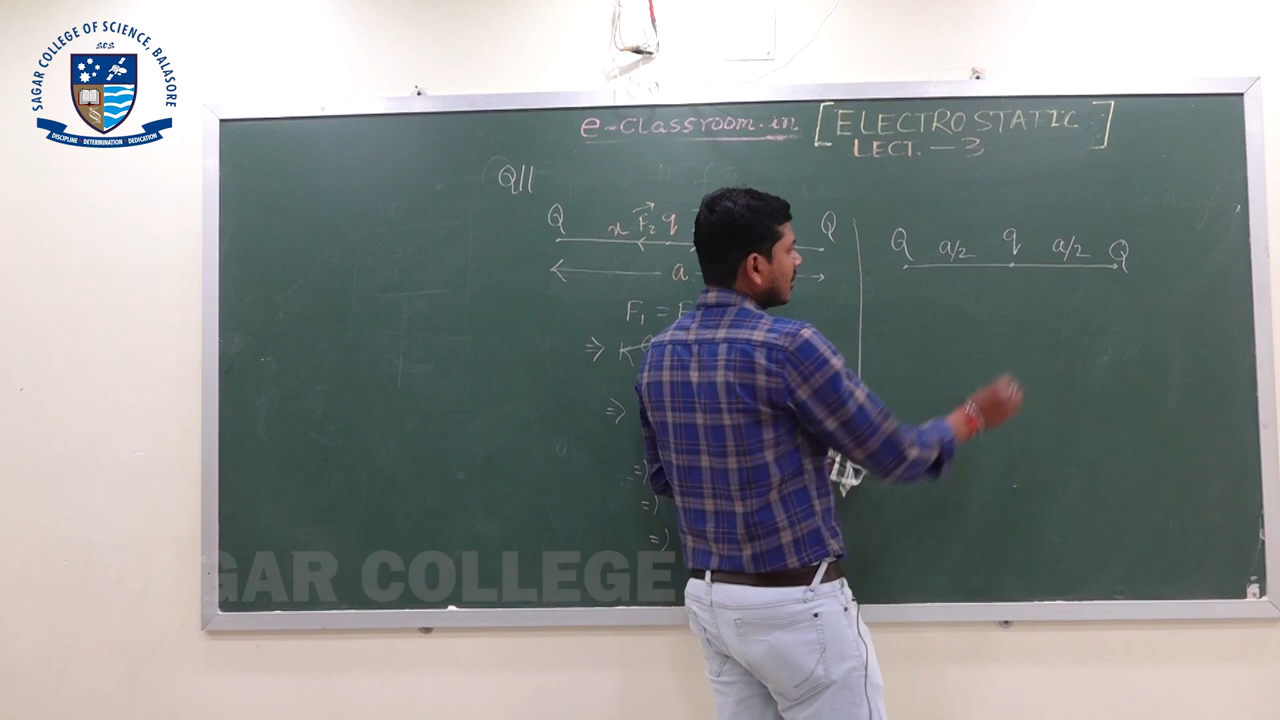 SAGAR COLLEGE OF SCIENCE, BALASORE
SCS
DISCIPLINE DETERMINATION DEDICATION
e-classroom.in
[ELECTROSTATIC]
LECT. - 3
Q11
Q x F₂ q Q
a
F₁ =
⇒ K
⇒
⇒
⇒
⇒
Q a/2 q a/2 Q
GAR COLLEGE